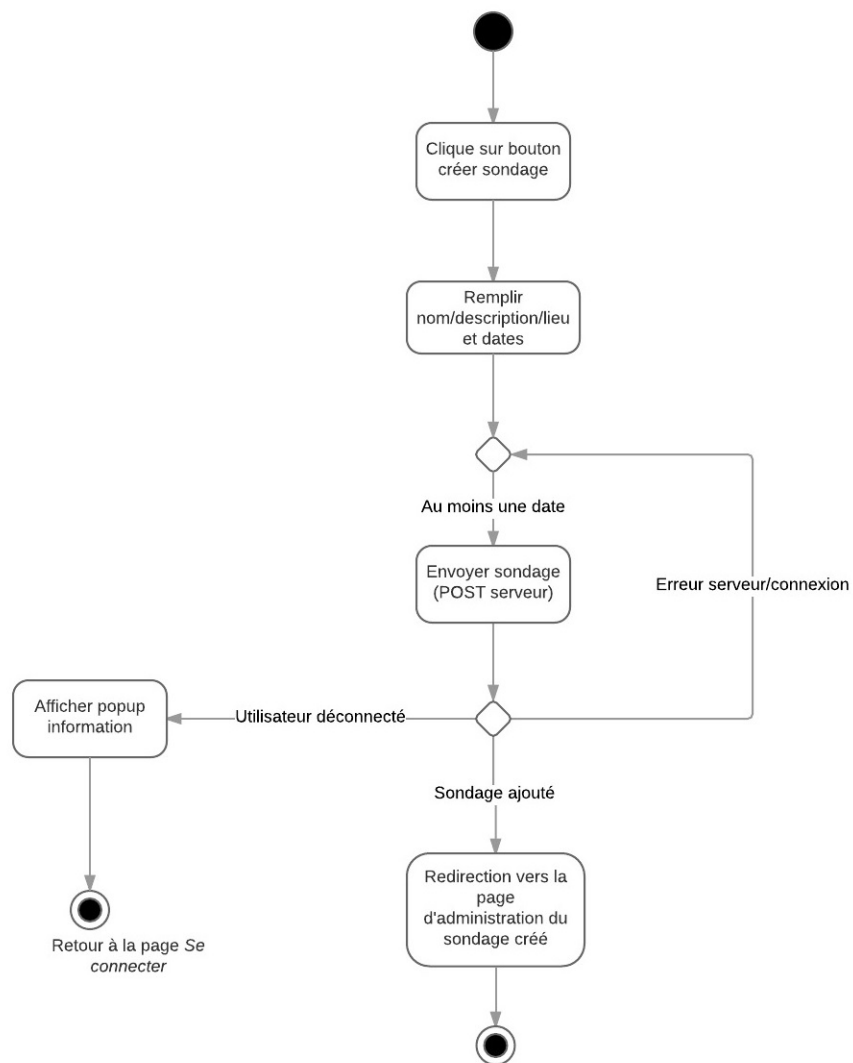 Clique sur bouton
créer sondage
Remplir
nom/description/lieu
et dates
Au moins une date
Envoyer sondage
(POST serveur)
Erreur serveur/connexion
Afficher popup
information
Utilisateur déconnecté
Sondage ajouté
Redirection vers la
page
d'administration du
sondage créé
Retour à la page Se
connecter